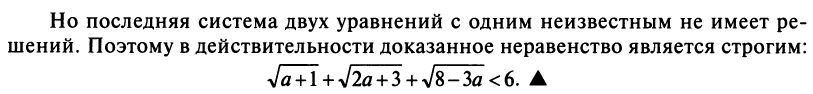 Но последняя система двух уравнений с одним неизвестным не имеет ре-
шений. Поэтому в действительности доказанное неравенство является строгим:
√a+1 + √2a+3 + √8−3a < 6. ▲